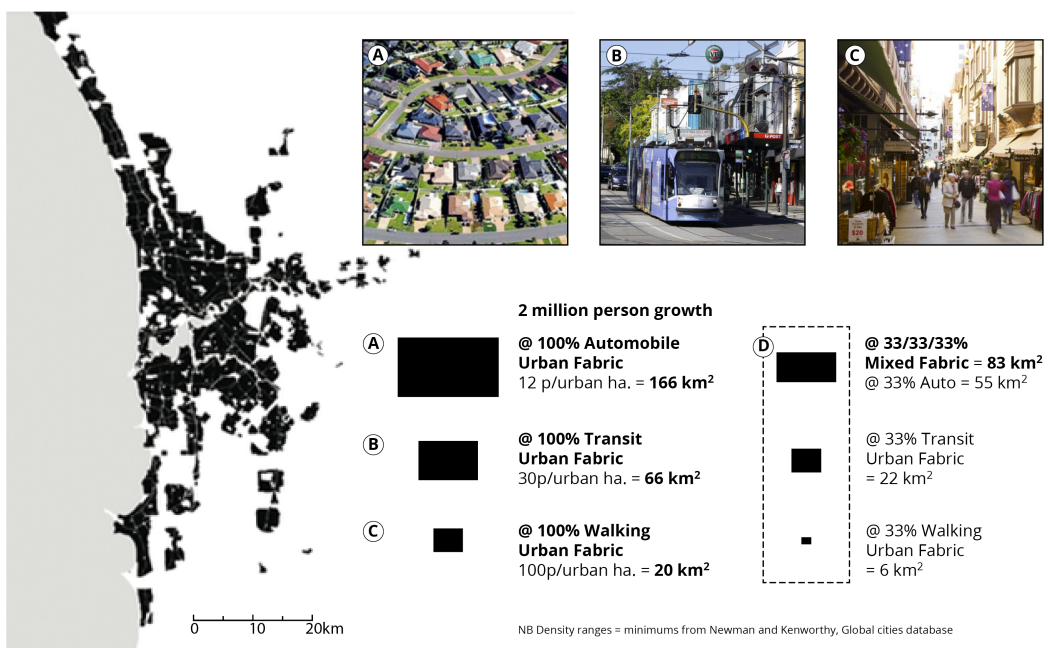 A
B
C
$20
2 million person growth
A
@ 100% Automobile
Urban Fabric
12 p/urban ha. = 166 km²
B
@ 100% Transit
Urban Fabric
30p/urban ha. = 66 km²
C
@ 100% Walking
Urban Fabric
100p/urban ha. = 20 km²
D
@ 33/33/33%
Mixed Fabric = 83 km²
@ 33% Auto = 55 km²
@ 33% Transit
Urban Fabric
= 22 km²
@ 33% Walking
Urban Fabric
= 6 km²
0 10 20km
NB Density ranges = minimums from Newman and Kenworthy, Global cities database